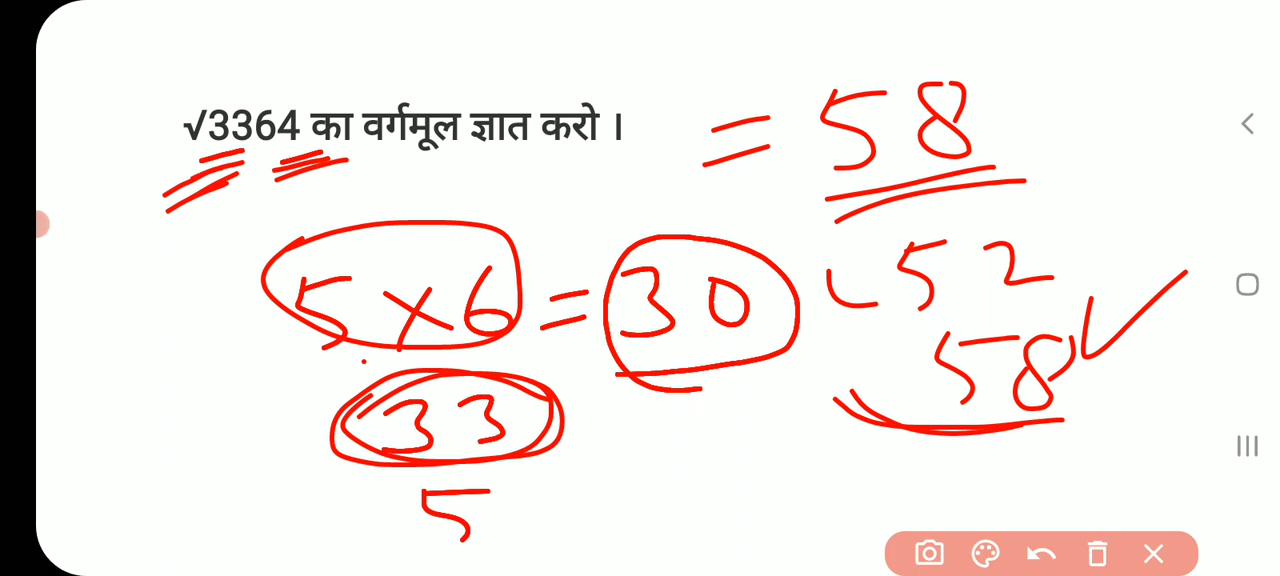 √3364 का वर्गमूल ज्ञात करो । = 58
5 × 6 = 30
52
58
33
5